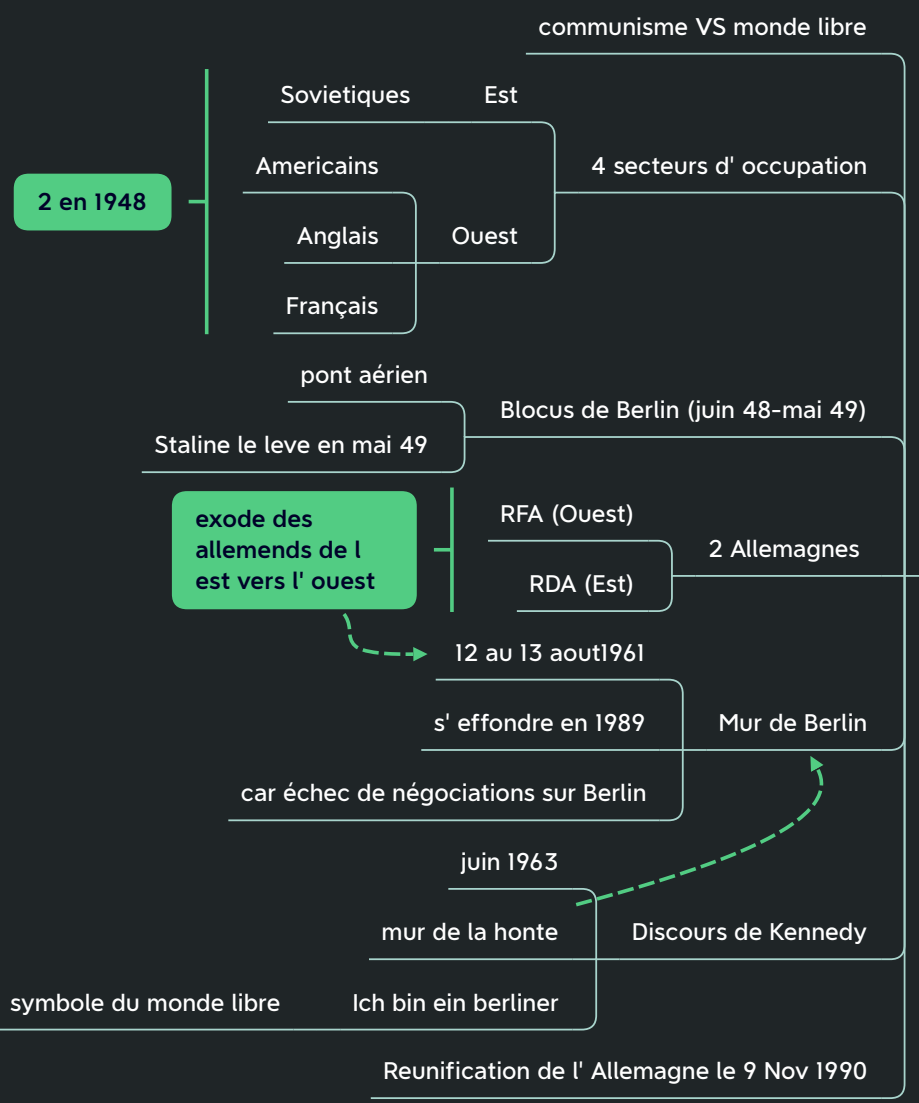 communisme VS monde libre
Sovietiques
Est
4 secteurs d' occupation
Americains
2 en 1948
Anglais
Ouest
Français
pont aérien
Blocus de Berlin (juin 48-mai 49)
Staline le leve en mai 49
exode des
allemends de l
est vers l' ouest
RFA (Ouest)
2 Allemagnes
RDA (Est)
12 au 13 aout1961
s' effondre en 1989
Mur de Berlin
car échec de négociations sur Berlin
juin 1963
mur de la honte
Discours de Kennedy
symbole du monde libre
Ich bin ein berliner
Reunification de l' Allemagne le 9 Nov 1990